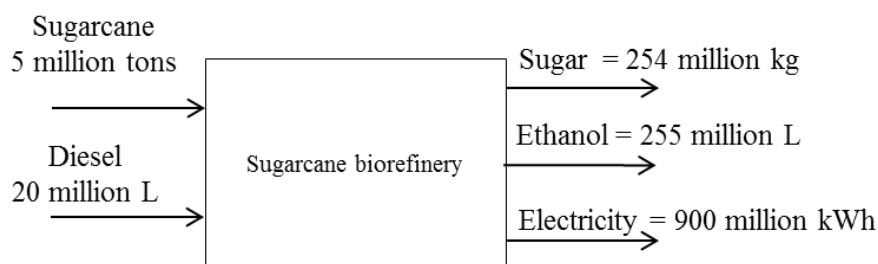 Sugarcane
5 million tons
Diesel
20 million L
Sugarcane biorefinery
Sugar = 254 million kg
Ethanol = 255 million L
Electricity = 900 million kWh